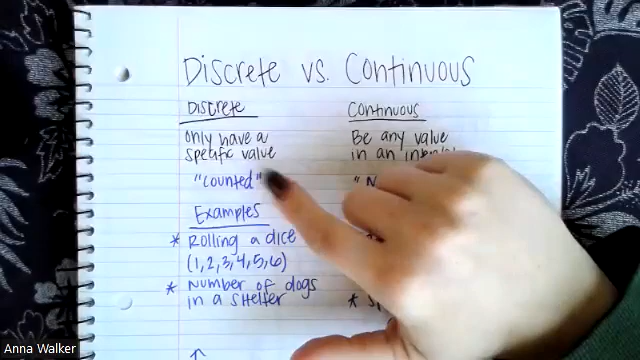 Discrete vs. Continuous
Discrete
Only have a
specific value
"counted"
Examples
* Rolling a dice
(1,2,3,4,5,6)
* Number of dogs
in a shelter
Continuous
Be any value
in an
*
Anna Walker